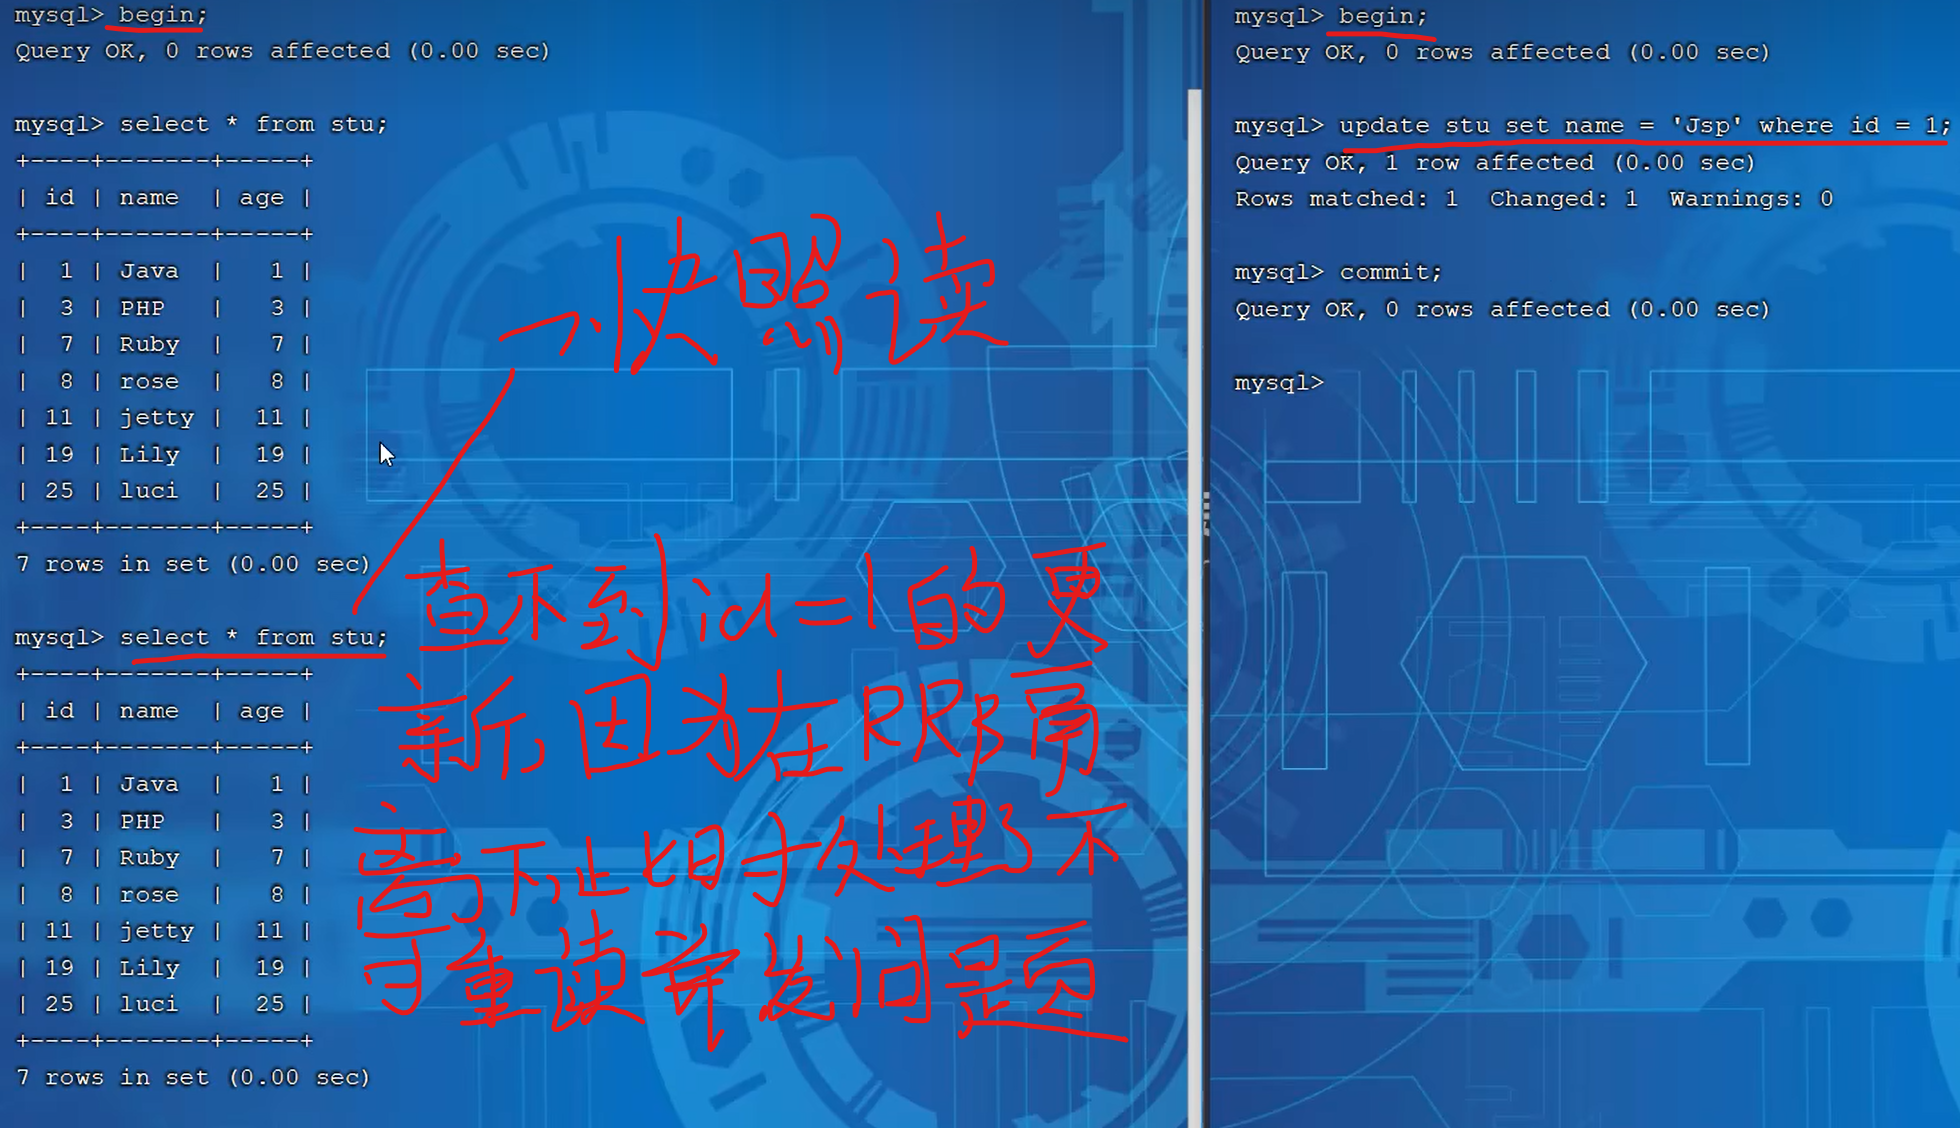 mysql> begin;
Query OK, 0 rows affected (0.00 sec)
mysql> select * from stu;
+----+-------+-----+
| id | name  | age |
+----+-------+-----+
|  1 | Java  |   1 |
|  3 | PHP   |   3 |
|  7 | Ruby  |   7 |
|  8 | rose  |   8 |
| 11 | jetty |  11 |
| 19 | Lily  |  19 |
| 25 | luci  |  25 |
+----+-------+-----+
7 rows in set (0.00 sec)
mysql> select * from stu;
+----+-------+-----+
| id | name  | age |
+----+-------+-----+
|  1 | Java  |   1 |
|  3 | PHP   |   3 |
|  7 | Ruby  |   7 |
|  8 | rose  |   8 |
| 11 | jetty |  11 |
| 19 | Lily  |  19 |
| 25 | luci  |  25 |
+----+-------+-----+
7 rows in set (0.00 sec)
快照读
查不到id=1的更
新,因为在RR隔
离下,此时处理了不
可重读并发问题
mysql> begin;
Query OK, 0 rows affected (0.00 sec)
mysql> update stu set name = 'Jsp' where id = 1;
Query OK, 1 row affected (0.00 sec)
Rows matched: 1  Changed: 1  Warnings: 0
mysql> commit;
Query OK, 0 rows affected (0.00 sec)
mysql>